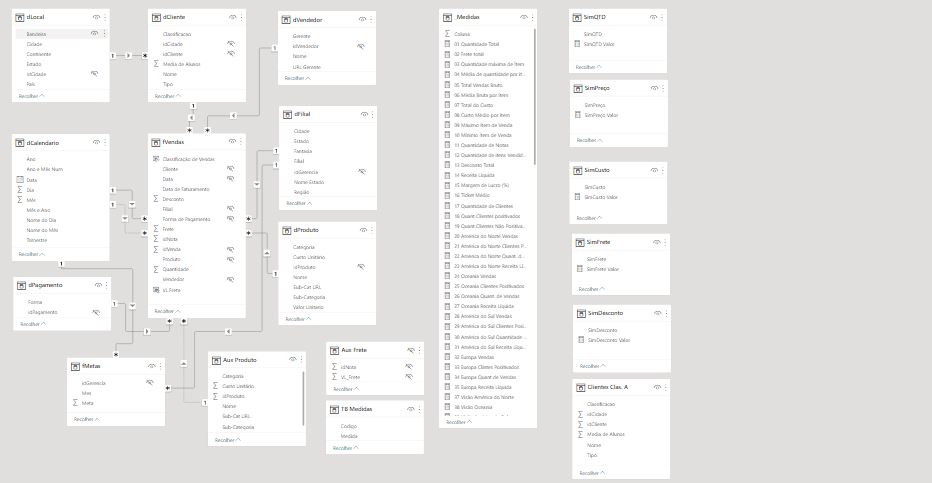 dLocal
Bandeira
Cidade
Continente
Estado
idCidade
País
Recolher
dCliente
Classificacao
idCidade
idCliente
Média de Alunos
Nome
Tipo
Recolher
dVendedor
Gerente
idVendedor
Nome
URL Gerente
Recolher
dCalendario
Ano
Ano e Mês Num
Data
Dia
Mês
Mês e Ano
Nome do Dia
Nome do Mês
Trimestre
Recolher
fVendas
Classificação de Vendas
Cliente
Data
Data de Faturamento
Desconto
Filial
Forma de Pagamento
Frete
idNota
idVenda
Produto
Quantidade
Vendedor
VL Frete
Recolher
dFilial
Cidade
Estado
Fantasia
Filial
idGerencia
Nome Estado
Região
Recolher
dProduto
Categoria
Custo Unitário
idProduto
Nome
Sub-Cat URL
Sub-Categoria
Valor Unitario
Recolher
dPagamento
Forma
idPagamento
Recolher
fMetas
idGerencia
Mes
Meta
Recolher
Aux Produto
Categoria
Custo Unitário
idProduto
Nome
Sub-Cat URL
Sub-Categoria
Recolher
Aux Frete
idNota
VL_Frete
Recolher
TB Medidas
Codigo
Medida
Recolher
Medidas
Coluna
01 Quantidade Total
02 Frete total
03 Quantidade máxima de item
04 Média de quantidade por it...
05 Total Vendas Bruto
06 Média Bruta por Item
07 Total do Custo
08 Custo Médio por Item
09 Máximo Item de Venda
10 Mínimo Item de Venda
11 Quantidade de Notas
12 Quantidade de Itens Vendid...
13 Desconto Total
14 Receita Líquida
15 Margem de Lucro (%)
16 Ticket Médio
17 Quantidade de Clientes
18 Quant Clientes positivados
19 Quant Clientes Não Positiva...
20 América do Norte Vendas
21 América do Norte Clientes P...
22 América do Norte Quant. d...
23 América do Norte Receita Lí...
24 Oceania Vendas
25 Oceania Clientes Positivados
26 Oceania Quant. de Vendas
27 Oceania Receita Líquida
28 América do Sul Vendas
29 América do Sul Clientes Posi...
30 América do Sul Quantidade...
31 América do Sul Receita Líqu...
32 Europa Vendas
33 Europa Clientes Positivados
34 Europa Quant de Vendas
35 Europa Receita Líquida
37 Visão América do Norte
38 Visão Oceania
Recolher
SimQTD
SimQTD
SimQTD Valor
Recolher
SimPreço
SimPreço
SimPreço Valor
Recolher
SimCusto
SimCusto
SimCusto Valor
Recolher
SimFrete
SimFrete
SimFrete Valor
Recolher
SimDesconto
SimDesconto
SimDesconto Valor
Recolher
Clientes Clas. A
Classificacao
idCidade
idCliente
Média de Alunos
Nome
Tipo
Recolher